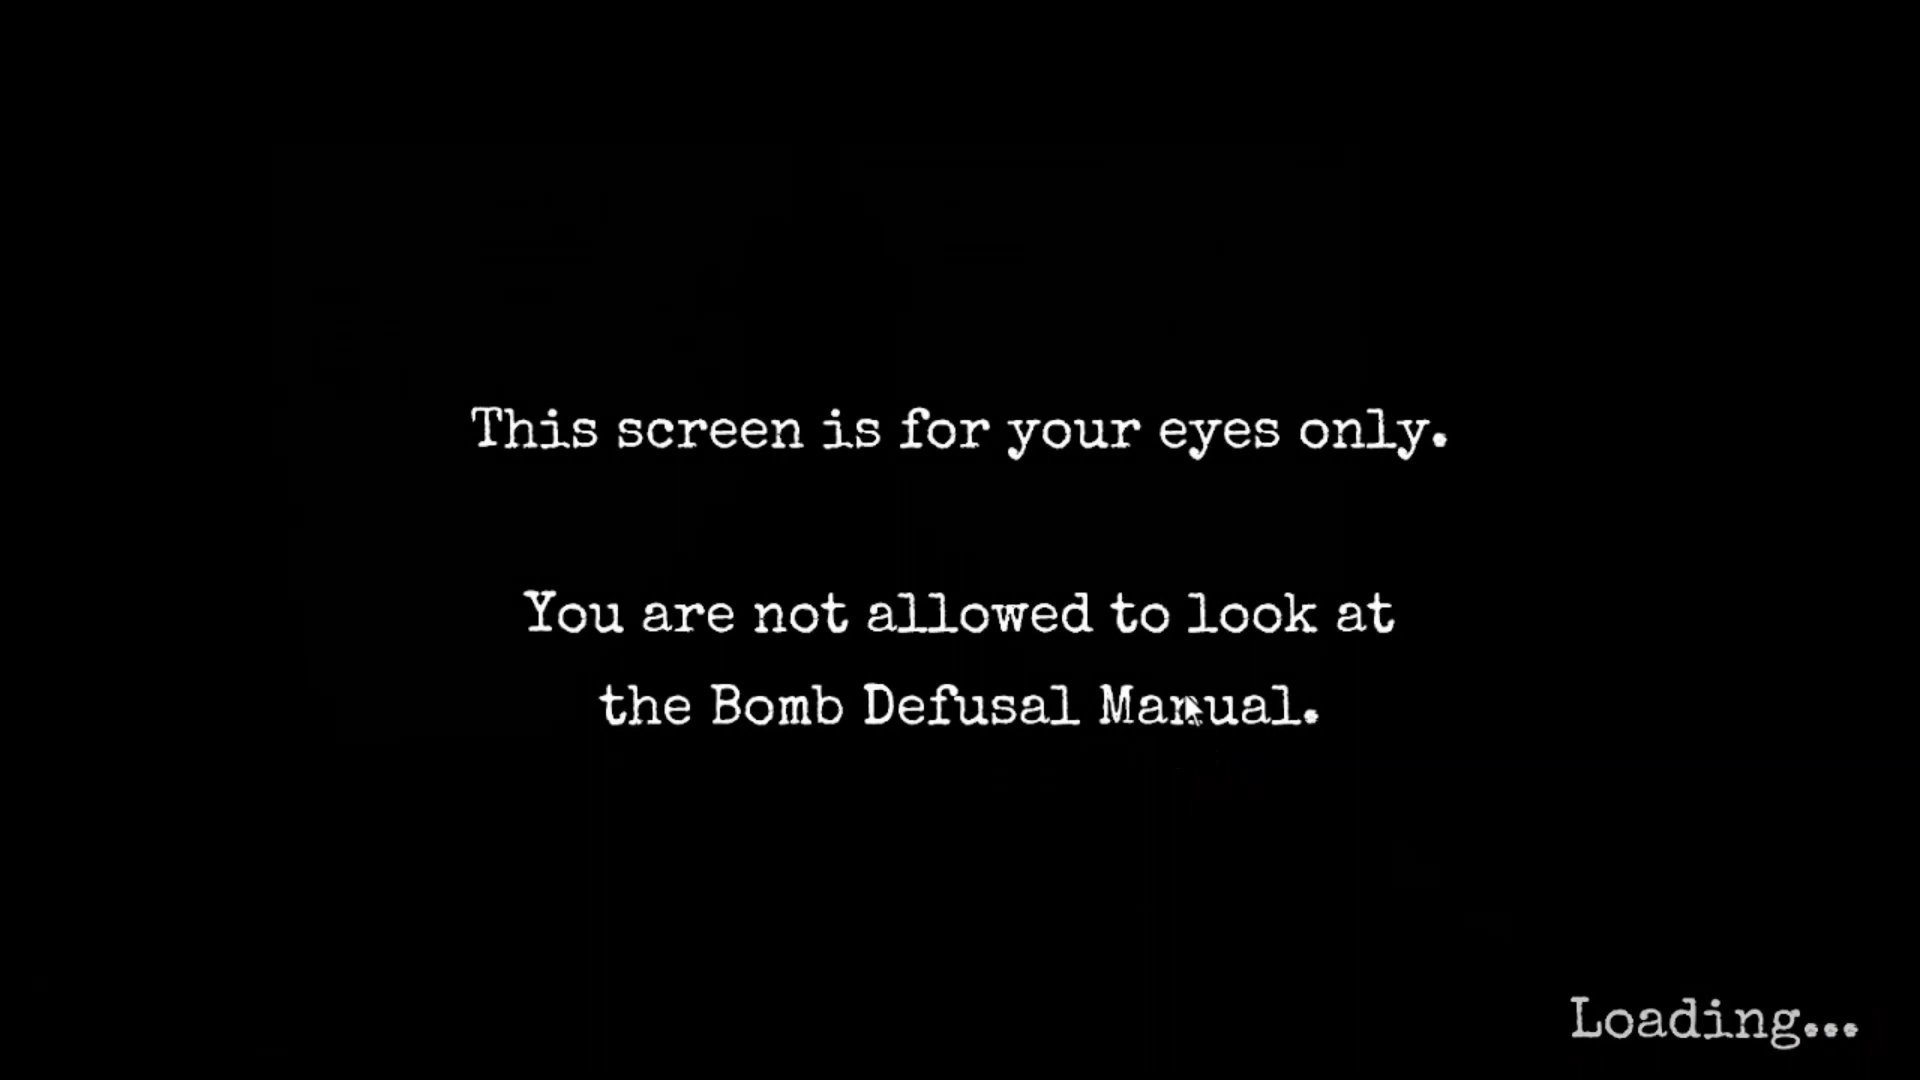 This screen is for your eyes only.
You are not allowed to look at
the Bomb Defusal Manual.
Loading...